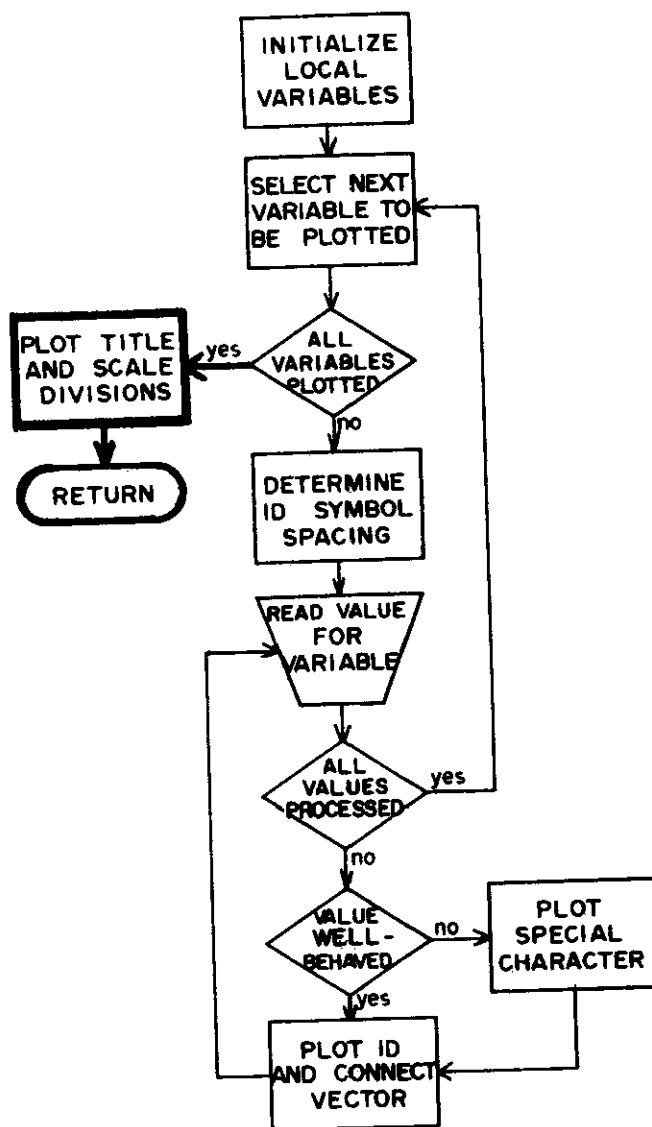 INITIALIZE
LOCAL
VARIABLES
SELECT NEXT
VARIABLE TO
BE PLOTTED
ALL
VARIABLES
PLOTTED
yes
PLOT TITLE
AND SCALE
DIVISIONS
RETURN
no
DETERMINE
ID SYMBOL
SPACING
READ VALUE
FOR
VARIABLE
ALL
VALUES
PROCESSED
yes
no
VALUE
WELL-
BEHAVED
no
PLOT
SPECIAL
CHARACTER
yes
PLOT ID
AND CONNECT
VECTOR